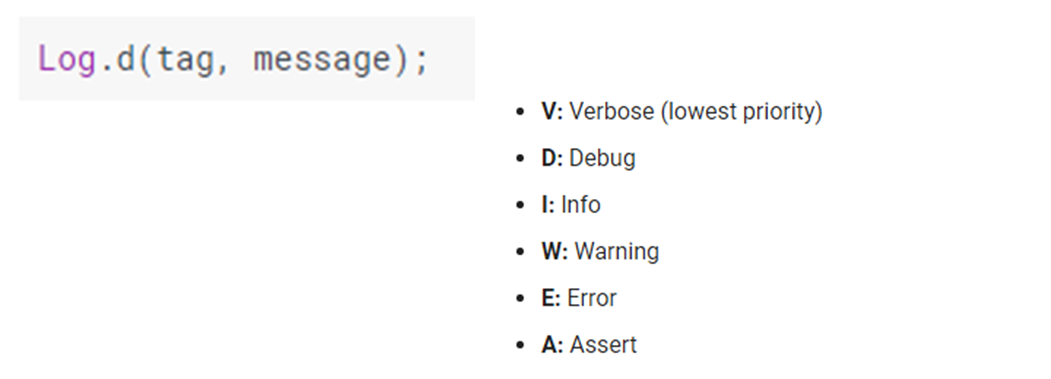 Log.d(tag, message);
• V: Verbose (lowest priority)
• D: Debug
• I: Info
• W: Warning
• E: Error
• A: Assert